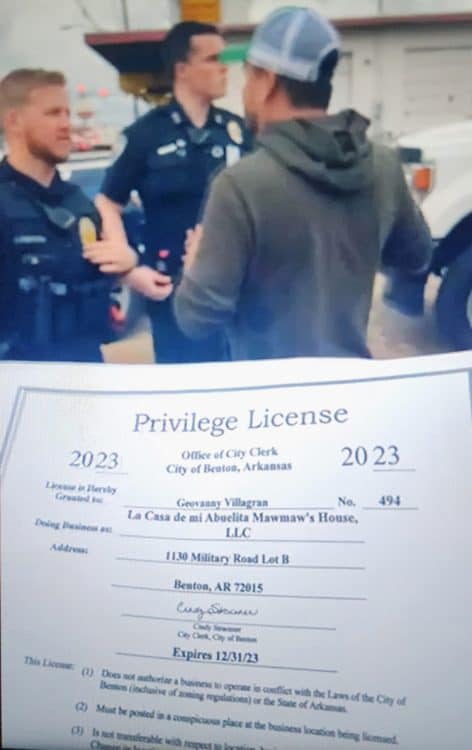 Privilege License
2023
Office of City Clerk
City of Benton, Arkansas
2023
License is Hereby
Granted to:
Geovanny Villagran
No. 494
Doing Business as:
La Casa de mi Abuelita Mawmaw's House,
LLC
Address:
1130 Military Road Lot B
Benton, AR 72015
City Clerk, City of Benton
Expires 12/31/23
This License:
(1) Does not authorize a business to operate in conflict with the Laws of the City of
Benton (inclusive of zoning regulations) or the State of Arkansas.
(2) Must be posted in a conspicuous place at the business location being licensed.
(3) Is not transferable with respect to location
Change in